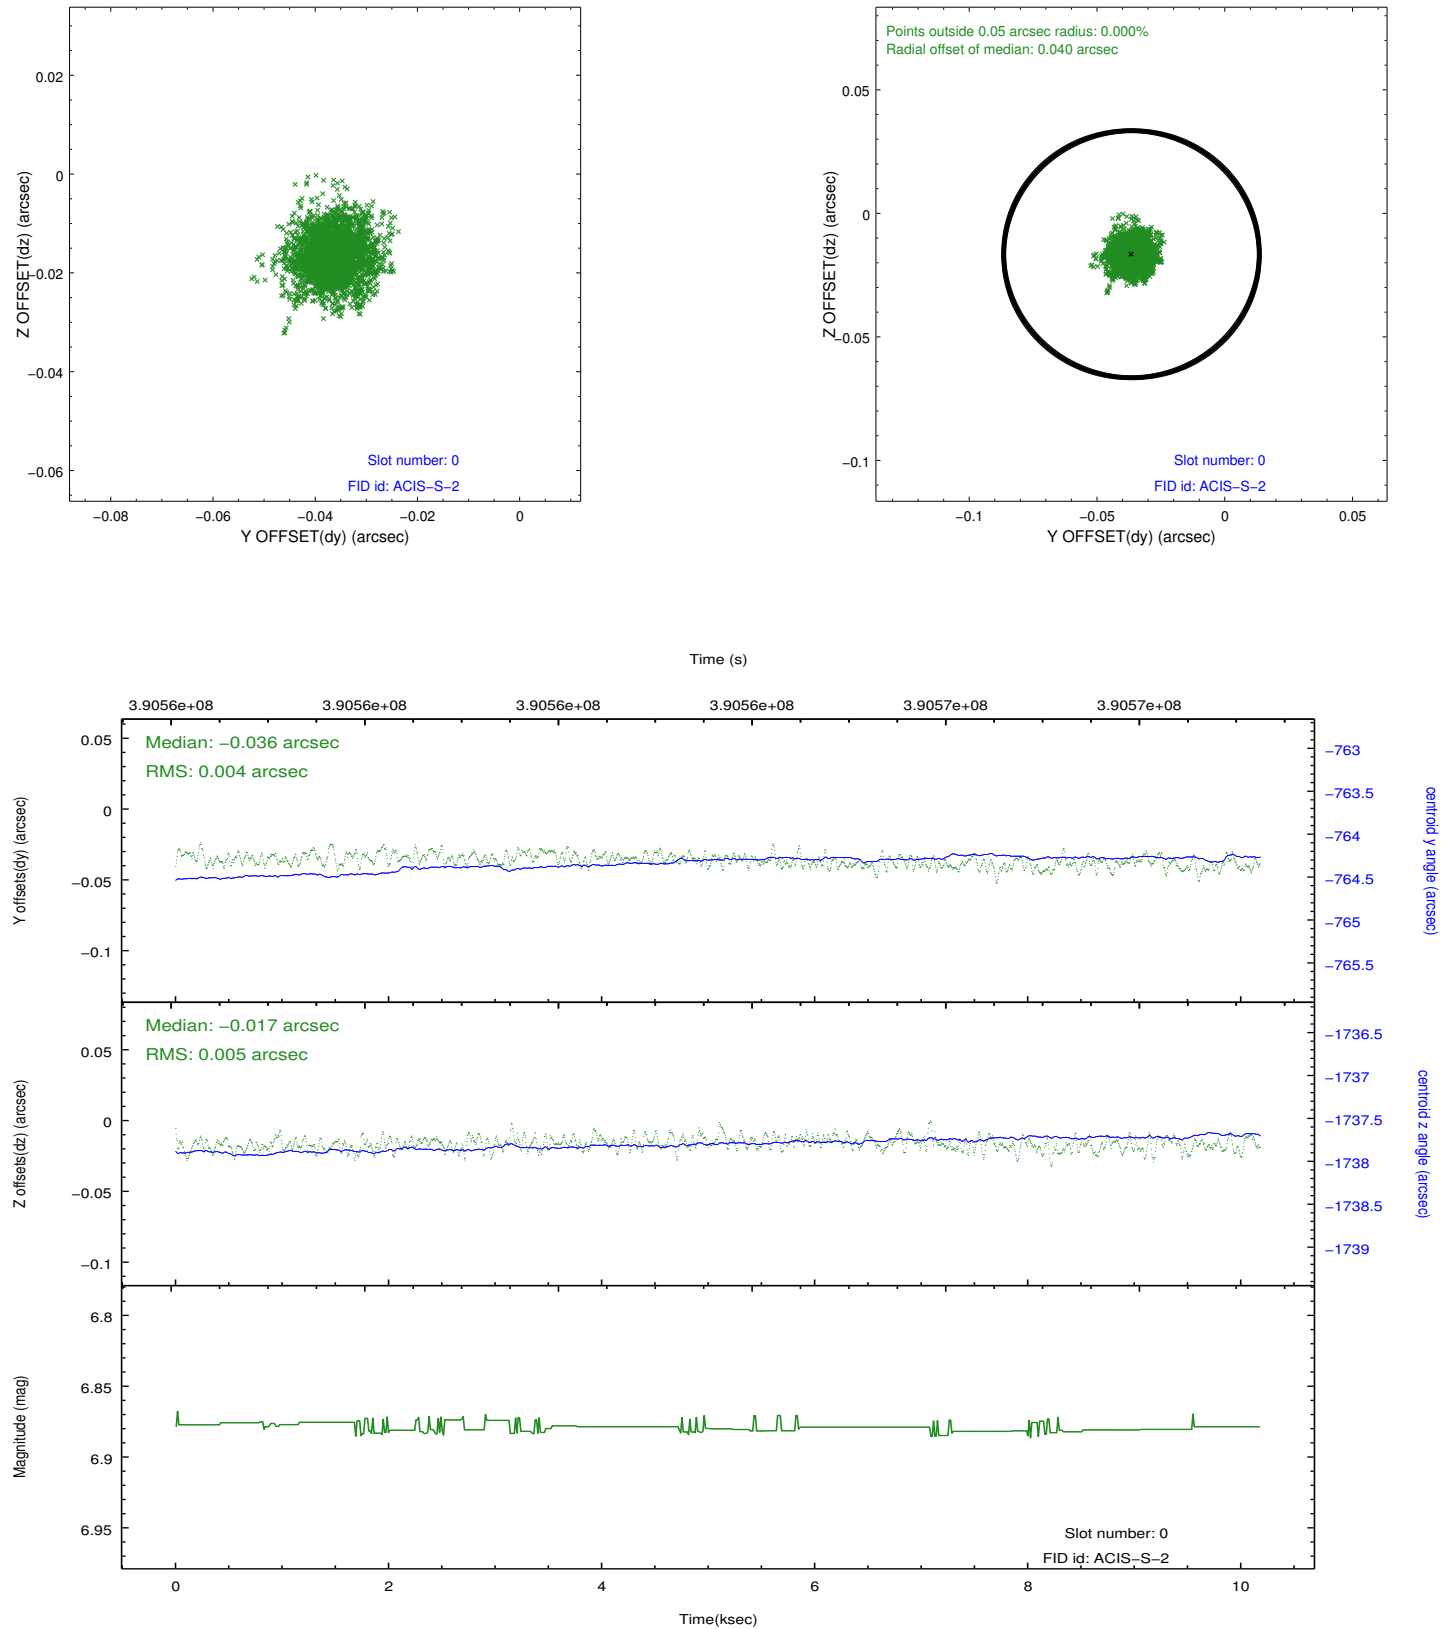 0.02
0
−0.02
−0.04
−0.06
Z OFFSET(dz) (arcsec)
Slot number: 0
FID id: ACIS−S−2
−0.08
−0.06
−0.04
−0.02
0
Y OFFSET(dy) (arcsec)
Points outside 0.05 arcsec radius: 0.000%
Radial offset of median: 0.040 arcsec
0.05
0
−0.05
−0.1
Z OFFSET(dz) (arcsec)
Slot number: 0
FID id: ACIS−S−2
−0.1
−0.05
0
0.05
Y OFFSET(dy) (arcsec)
Time (s)
3.9056e+08
3.9056e+08
3.9056e+08
3.9056e+08
3.9057e+08
3.9057e+08
Median: −0.036 arcsec
RMS: 0.004 arcsec
0.05
0
−0.05
−0.1
Y offsets(dy) (arcsec)
−763
−763.5
−764
−764.5
−765
−765.5
centroid y angle (arcsec)
Median: −0.017 arcsec
RMS: 0.005 arcsec
0.05
0
−0.05
−0.1
Z offsets(dz) (arcsec)
−1736.5
−1737
−1737.5
−1738
−1738.5
−1739
centroid z angle (arcsec)
6.8
6.85
6.9
6.95
Magnitude (mag)
Slot number: 0
FID id: ACIS−S−2
0
2
4
6
8
10
Time(ksec)